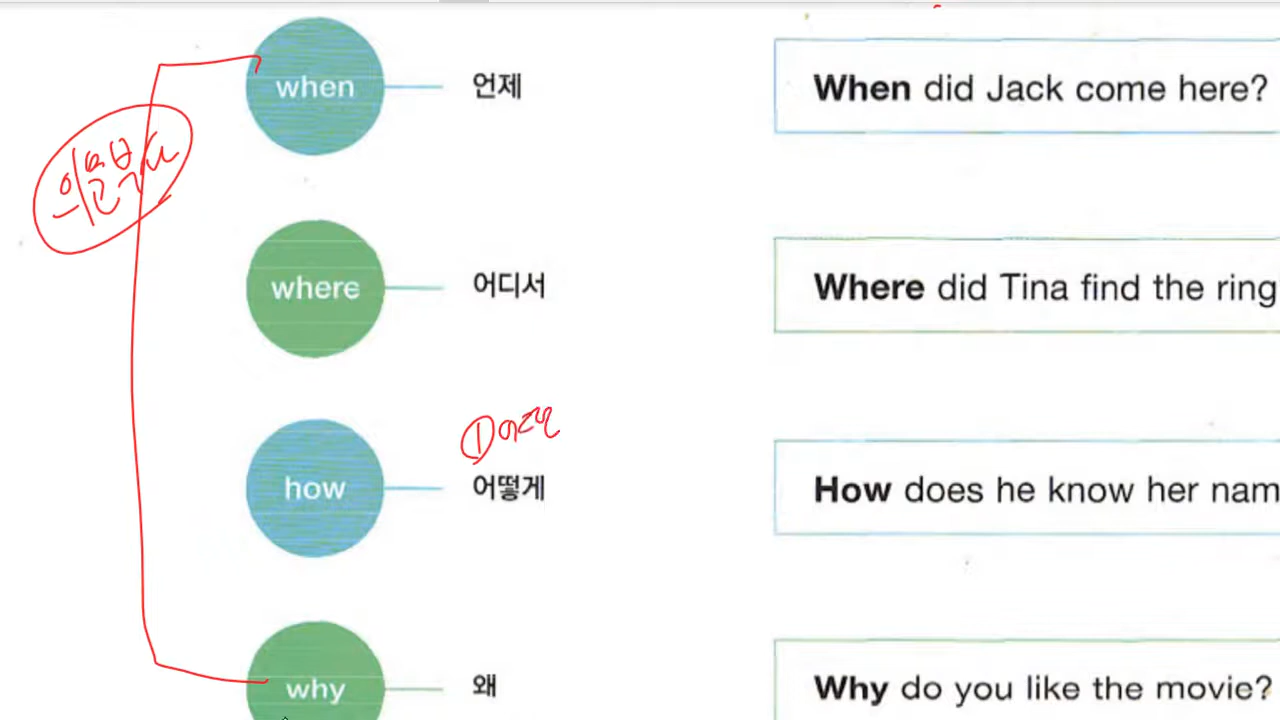 when 언제 When did Jack come here?
의문부사
where 어디서 Where did Tina find the ring
①
how 어떻게 How does he know her nam
why 왜 Why do you like the movie?